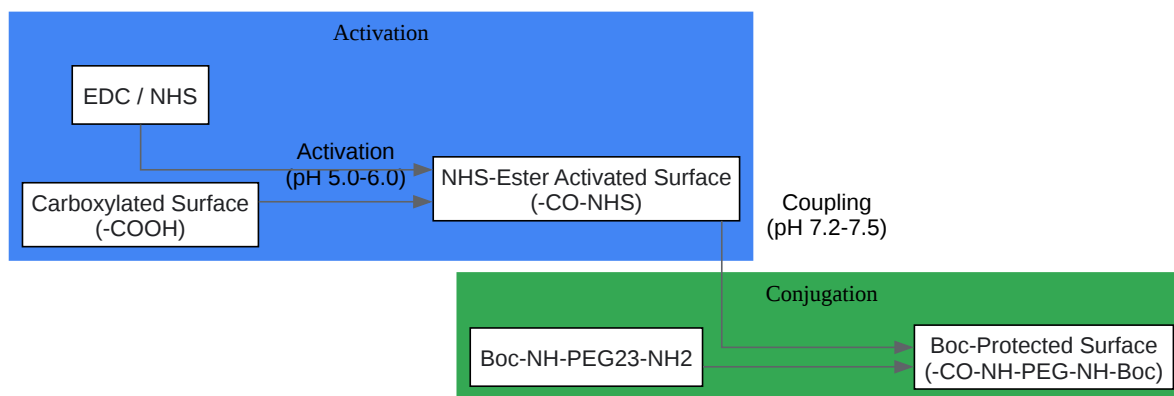 Activation
EDC / NHS
Activation
(pH 5.0-6.0)
Carboxylated Surface
(-COOH)
NHS-Ester Activated Surface
(-CO-NHS)
Coupling
(pH 7.2-7.5)
Conjugation
Boc-NH-PEG23-NH2
Boc-Protected Surface
(-CO-NH-PEG-NH-Boc)